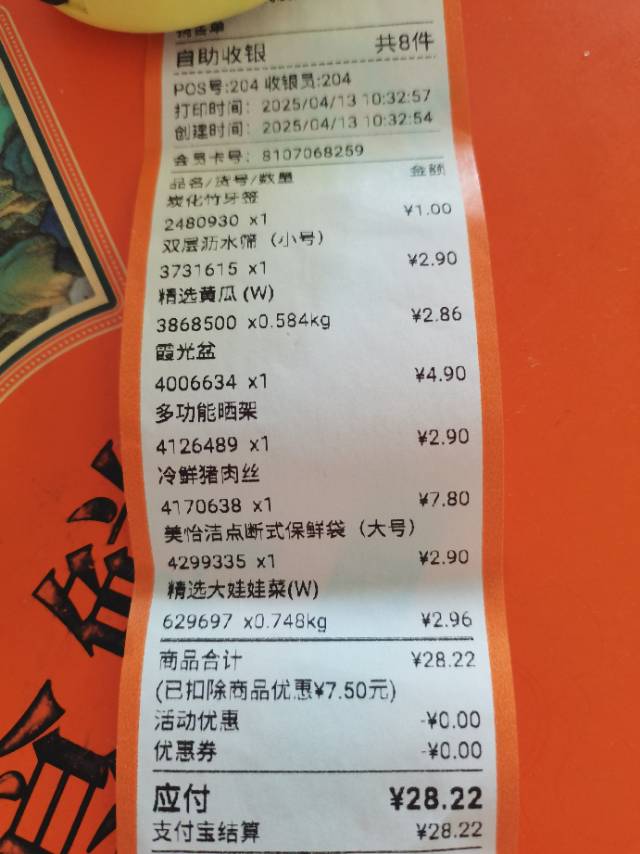 销售单
自助收银 共8件
POS号:204 收银员:204
打印时间: 2025/04/13 10:32:57
创建时间: 2025/04/13 10:32:54
会员卡号: 8107068259
品名/货号/数量 金额
炭化竹牙签
2480930 x1 ¥1.00
双层沥水筛（小号）
3731615 x1 ¥2.90
精选黄瓜(W)
3868500 x0.584kg ¥2.86
霞光盆
4006634 x1 ¥4.90
多功能晒架
4126489 x1 ¥2.90
冷鲜猪肉丝
4170638 x1 ¥7.80
美怡洁点断式保鲜袋（大号）
4299335 x1 ¥2.90
精选大娃娃菜(W)
629697 x0.748kg ¥2.96
商品合计 ¥28.22
(已扣除商品优惠¥7.50元)
活动优惠 -¥0.00
优惠券 -¥0.00
应付 ¥28.22
支付宝结算 ¥28.22